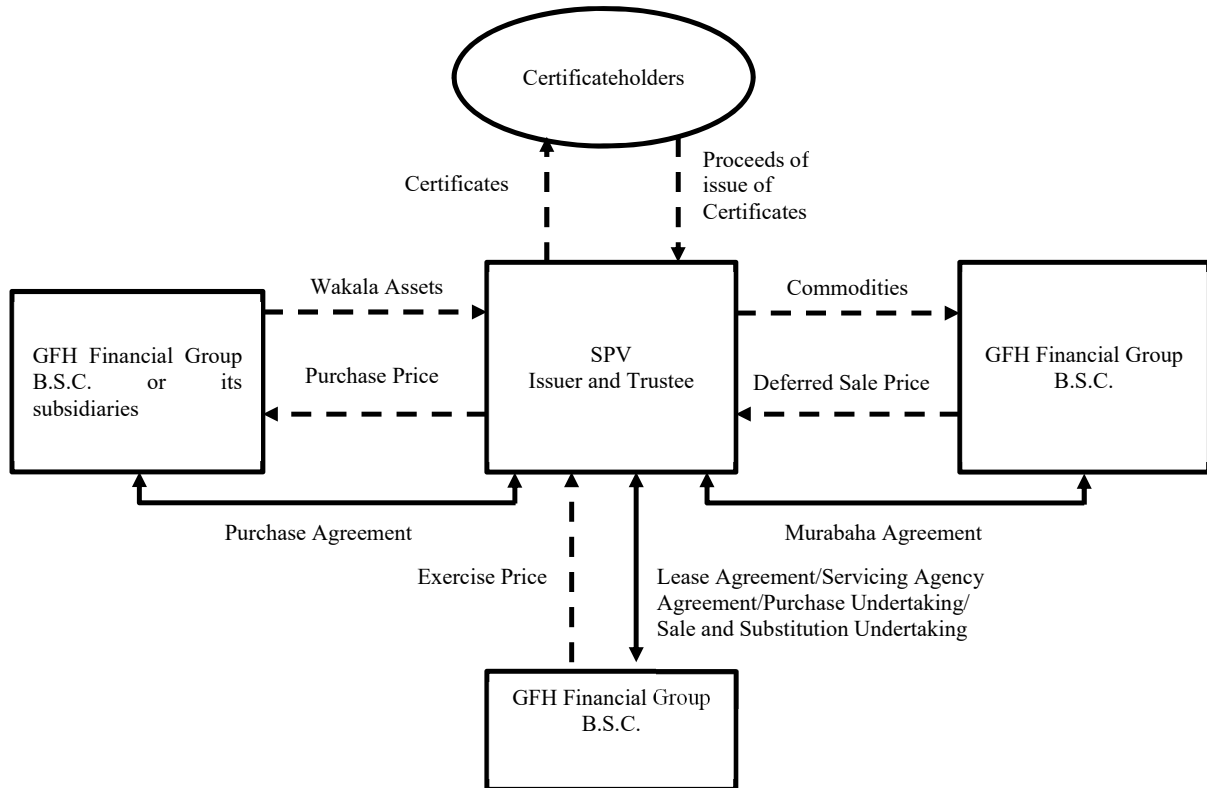 Certificateholders
Certificates
Proceeds of
issue of
Certificates
Wakala Assets
Commodities
GFH Financial Group
B.S.C. or its
subsidiaries
Purchase Price
SPV
Issuer and Trustee
Deferred Sale Price
GFH Financial Group
B.S.C.
Purchase Agreement
Murabaha Agreement
Exercise Price
Lease Agreement/Servicing Agency
Agreement/Purchase Undertaking/
Sale and Substitution Undertaking
GFH Financial Group
B.S.C.